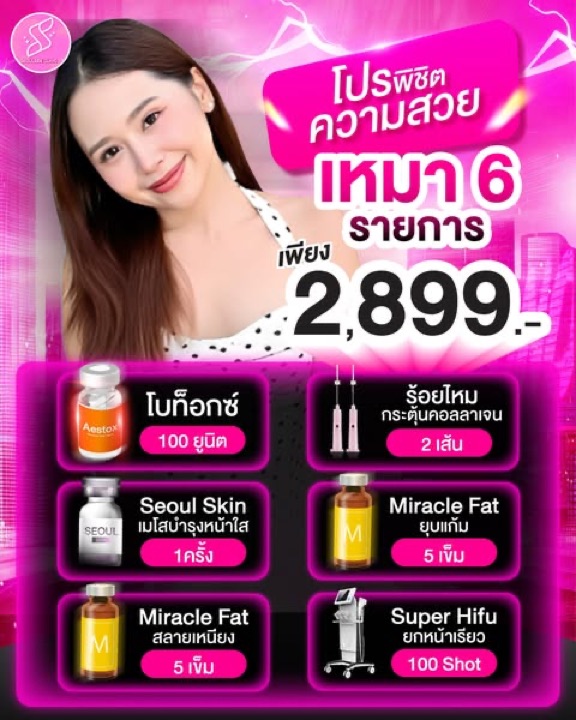 โปรพิชิต
ความสวย
เหมา 6
รายการ
เพียง
2,899.-
Aestox
โบท็อกซ์
100 ยูนิต
ร้อยไหม
กระตุ้นคอลลาเจน
2 เส้น
SEOUL
Seoul Skin
เมโสบำรุงหน้าใส
1ครั้ง
M
Miracle Fat
ยุบแก้ม
5 เข็ม
M
Miracle Fat
สลายเหนียง
5 เข็ม
Super Hifu
ยกหน้าเรียว
100 Shot